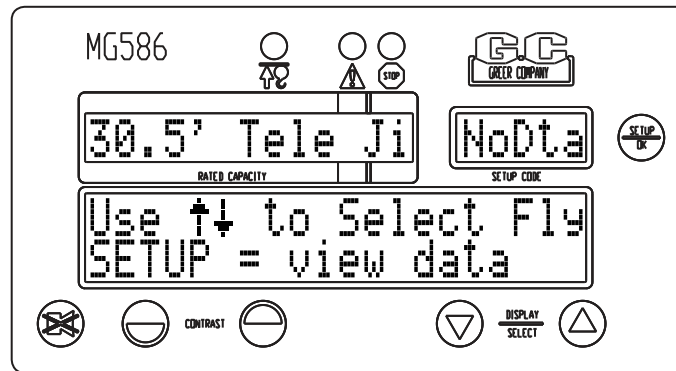 MG586
STOP
G.C.
GREER COMPANY
30.5' Tele Ji
NoDta
SETUP
OK
RATED CAPACITY
SETUP CODE
Use ↑↓ to Select Fly
SETUP = view data
CONTRAST
DISPLAY
SELECT